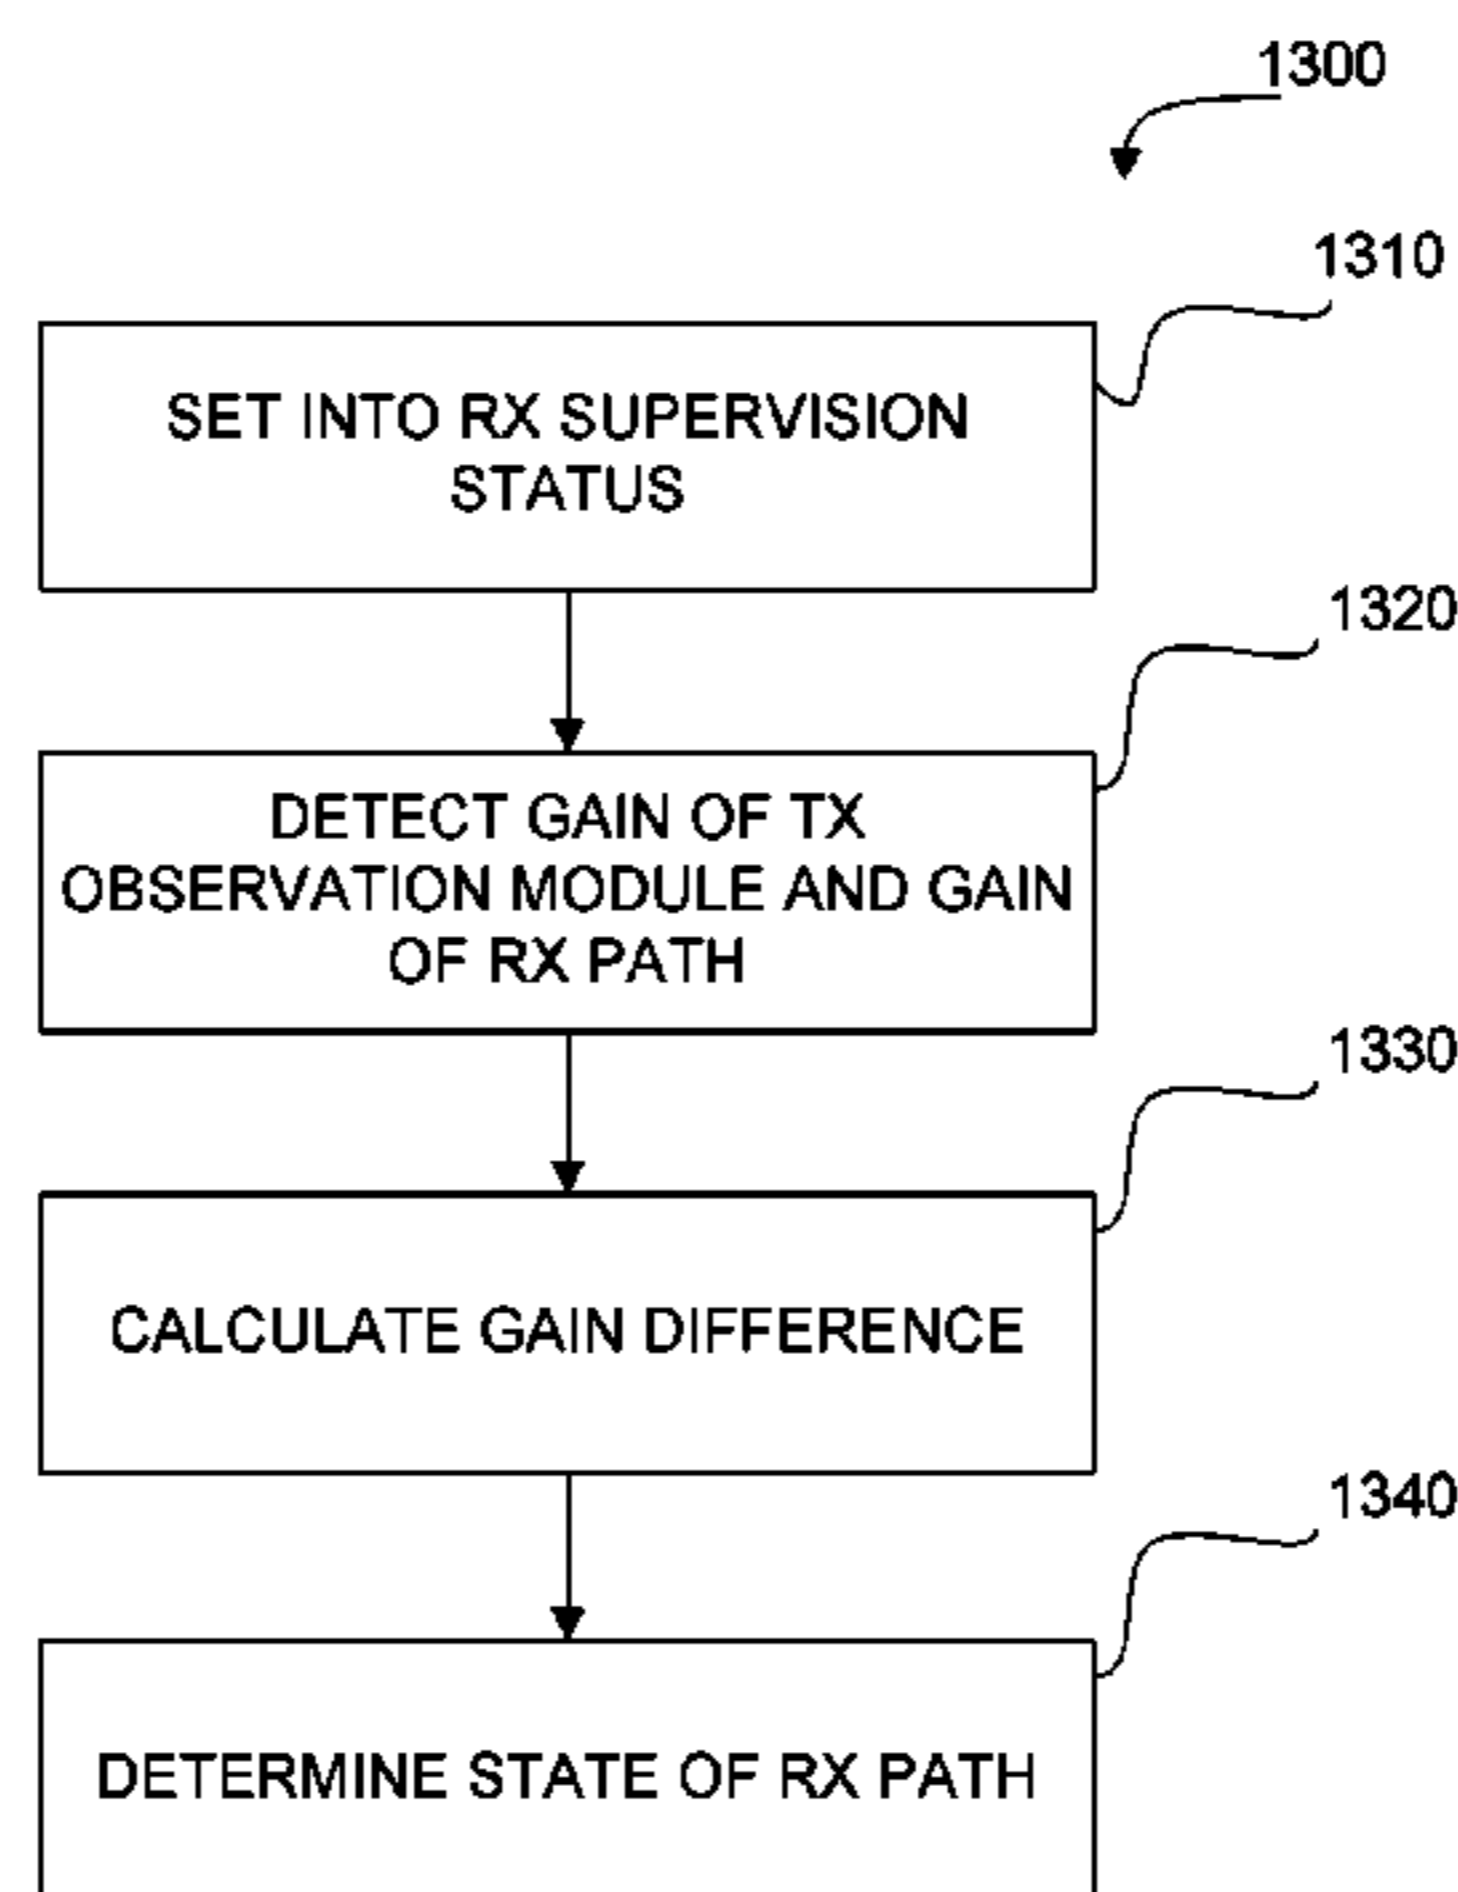 1300
1310
SET INTO RX SUPERVISION
STATUS
1320
DETECT GAIN OF TX
OBSERVATION MODULE AND GAIN
OF RX PATH
1330
CALCULATE GAIN DIFFERENCE
1340
DETERMINE STATE OF RX PATH